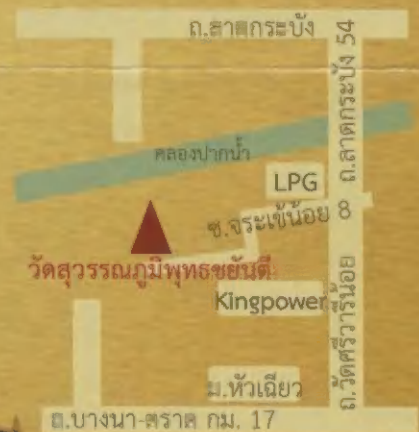 ถ.ลาดกระบัง
ถ.ลาดกระบัง 54
คลองปากน้ำ
LPG
ซ.จระเข้น้อย 8
วัดสุวรรณภูมิพุทธชยันตี
Kingpower
ถ.วัดศรีวารีน้อย
ม.หัวเฉียว
ถ.บางนา-ตราด กม. 17